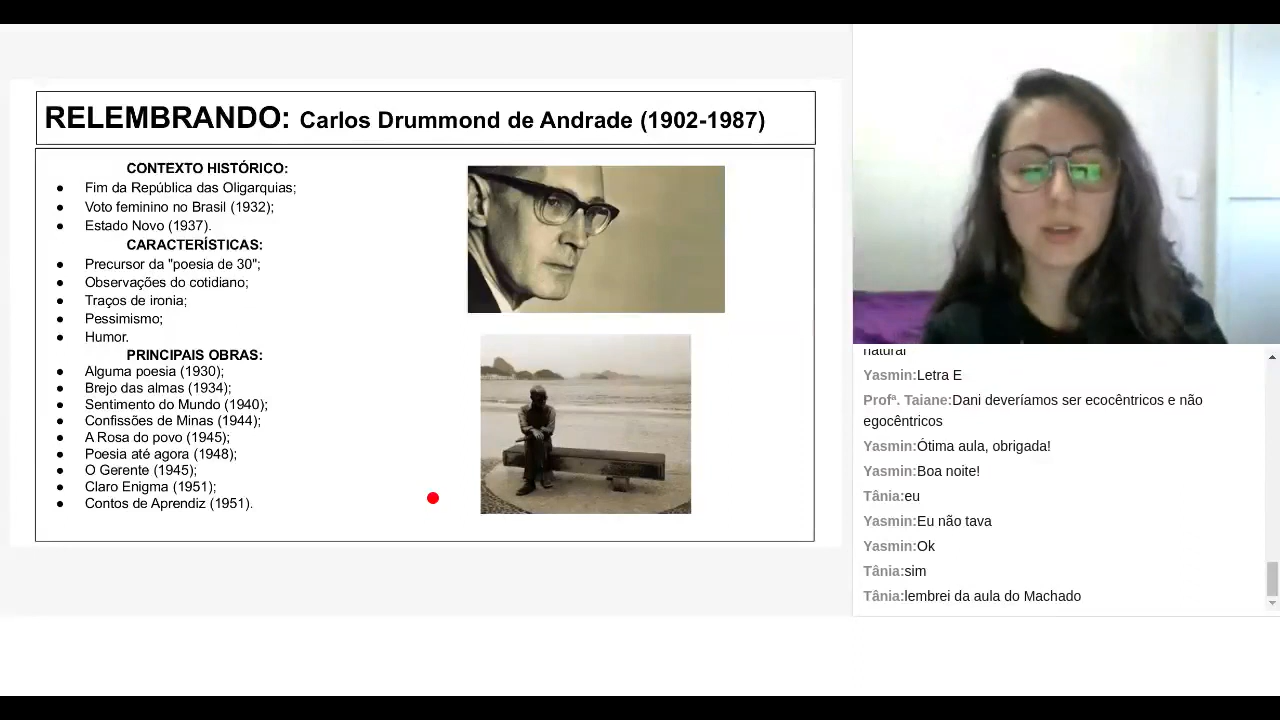 RELEMBRANDO: Carlos Drummond de Andrade (1902-1987)
CONTEXTO HISTÓRICO:
● Fim da República das Oligarquias;
● Voto feminino no Brasil (1932);
● Estado Novo (1937).
CARACTERÍSTICAS:
● Precursor da "poesia de 30";
● Observações do cotidiano;
● Traços de ironia;
● Pessimismo;
● Humor.
PRINCIPAIS OBRAS:
● Alguma poesia (1930);
● Brejo das almas (1934);
● Sentimento do Mundo (1940);
● Confissões de Minas (1944);
● A Rosa do povo (1945);
● Poesia até agora (1948);
● O Gerente (1945);
● Claro Enigma (1951);
● Contos de Aprendiz (1951).
natural
Yasmin:Letra E
Profª. Taiane:Dani deveríamos ser ecocêntricos e não
egocêntricos
Yasmin:Ótima aula, obrigada!
Yasmin:Boa noite!
Tânia:eu
Yasmin:Eu não tava
Yasmin:Ok
Tânia:sim
Tânia:lembrei da aula do Machado